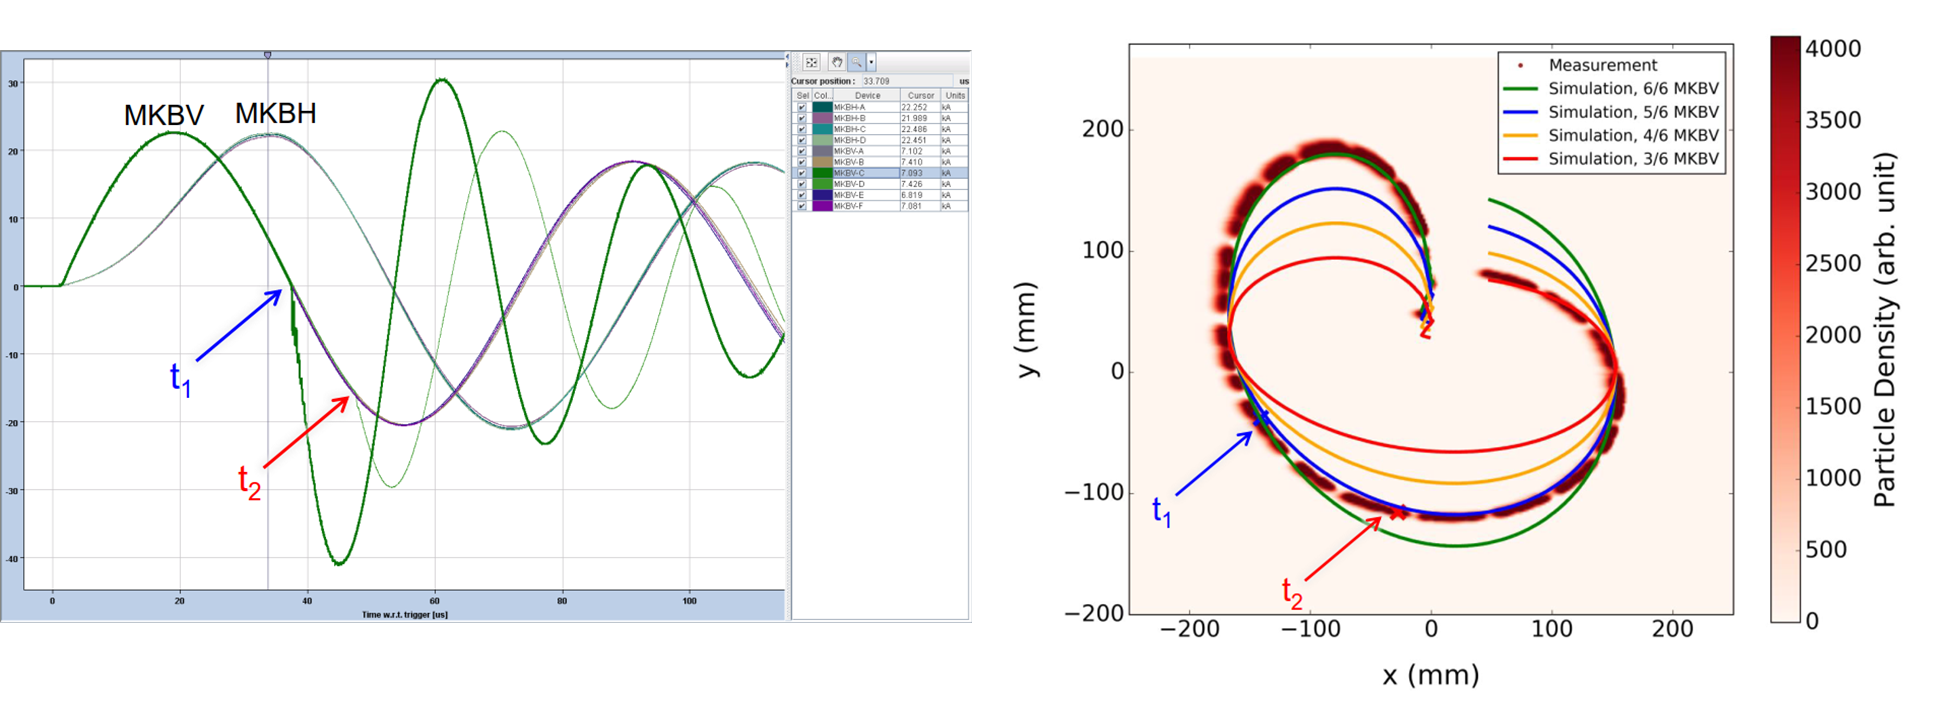 MKBV MKBH
t1
t2
30
20
10
0
-10
-20
-30
-40
0 20 40 60 80 100
Time w.r.t. trigger [us]
Cursor position : 33.709 us
Sel Col... Device Cursor Units
MKBH-A 22.252 kA
MKBH-B 21.989 kA
MKBH-C 22.486 kA
MKBH-D 22.451 kA
MKBV-A 7.102 kA
MKBV-B 7.410 kA
MKBV-C 7.093 kA
MKBV-D 7.426 kA
MKBV-E 6.819 kA
MKBV-F 7.081 kA
Measurement
Simulation, 6/6 MKBV
Simulation, 5/6 MKBV
Simulation, 4/6 MKBV
Simulation, 3/6 MKBV
t1
t2
y (mm)
200
100
0
−100
−200
−200 −100 0 100 200
x (mm)
4000
3500
3000
2500
2000
1500
1000
500
0
Particle Density (arb. unit)